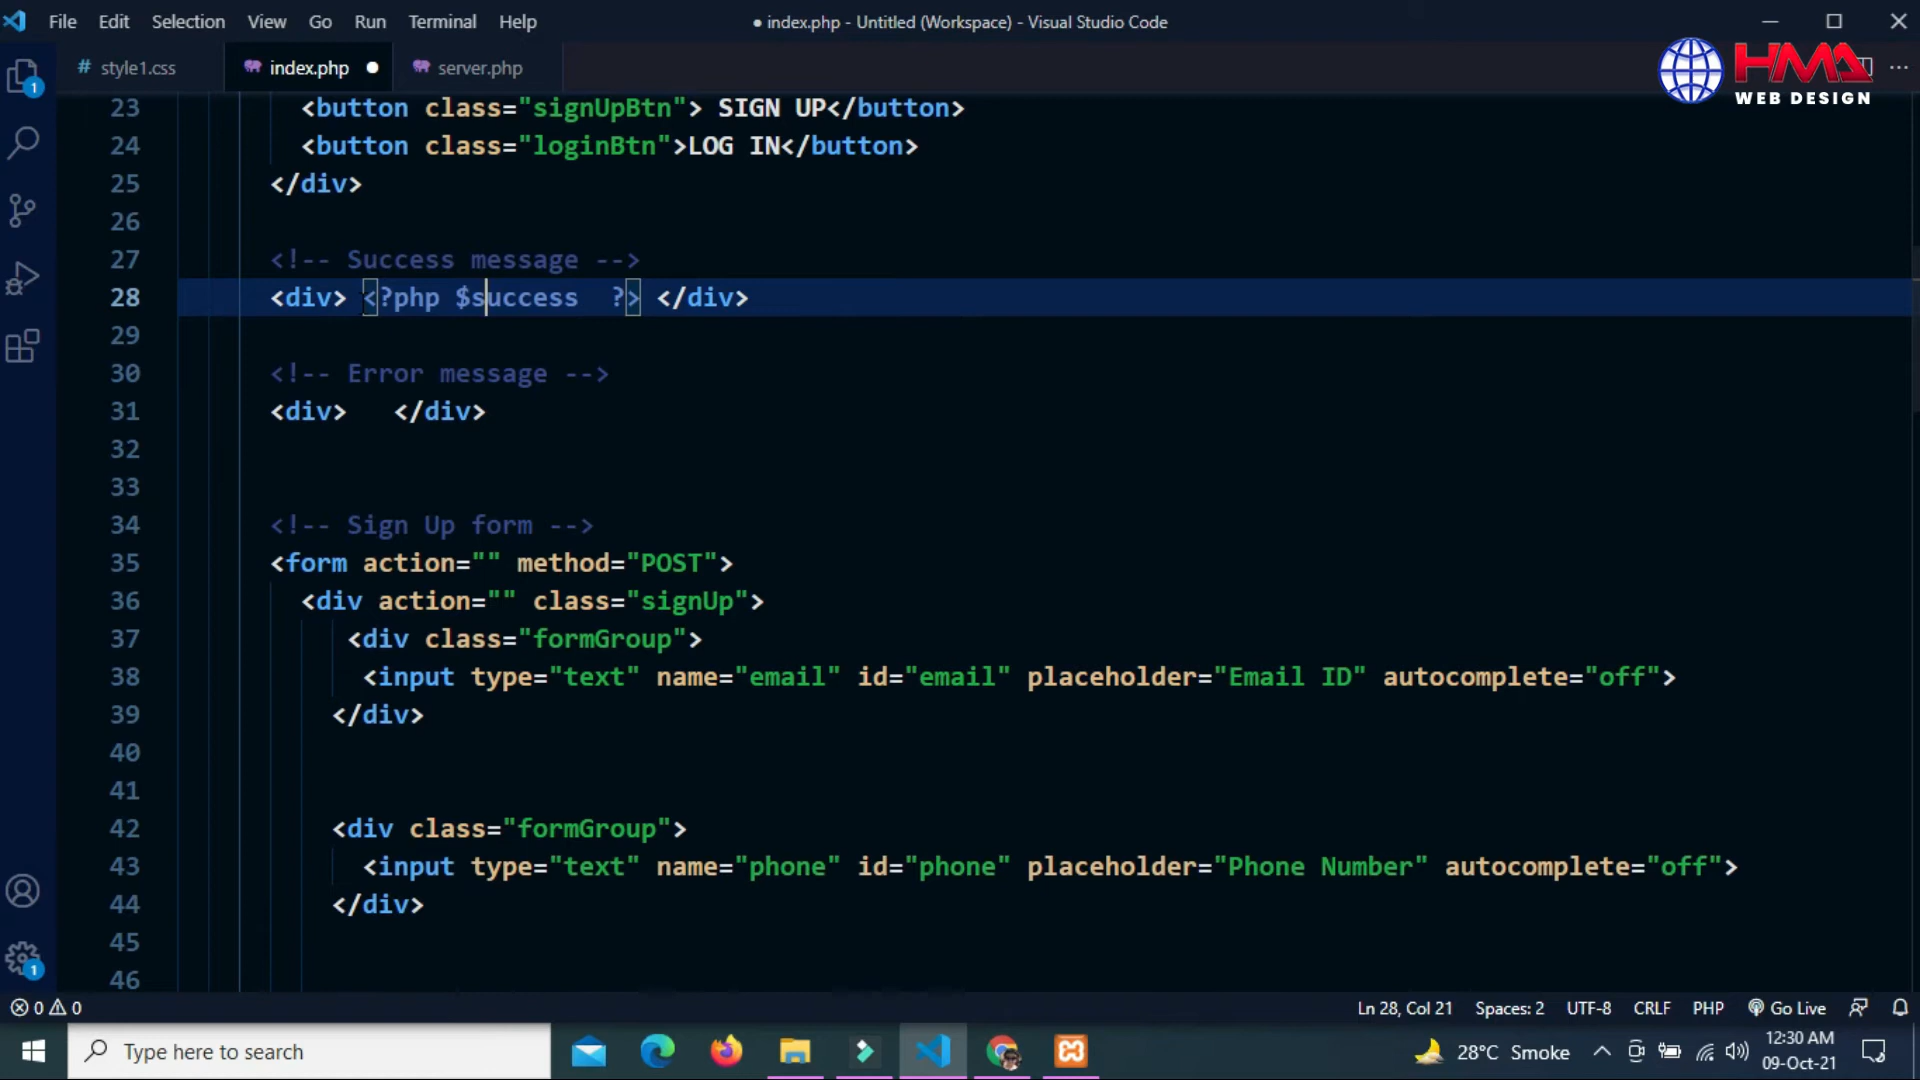 File Edit Selection View Go Run Terminal Help
● index.php - Untitled (Workspace) - Visual Studio Code
# style1.css index.php ● server.php
HMA
WEB DESIGN
23 <button class="signUpBtn"> SIGN UP</button>
24 <button class="loginBtn">LOG IN</button>
25 </div>
26
27 <!-- Success message -->
28 <div> <?php $success  ?> </div>
29
30 <!-- Error message -->
31 <div>   </div>
32
33
34 <!-- Sign Up form -->
35 <form action="" method="POST">
36 <div action="" class="signUp">
37 <div class="formGroup">
38 <input type="text" name="email" id="email" placeholder="Email ID" autocomplete="off">
39 </div>
40
41
42 <div class="formGroup">
43 <input type="text" name="phone" id="phone" placeholder="Phone Number" autocomplete="off">
44 </div>
45
46
1
1
0 0 Ln 28, Col 21 Spaces: 2 UTF-8 CRLF PHP Go Live
Type here to search
28°C Smoke
12:30 AM
09-Oct-21